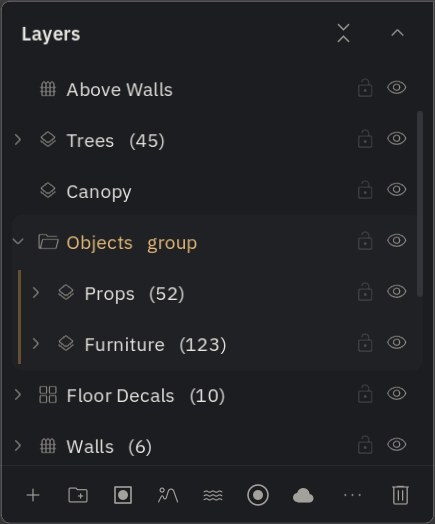 Layers
Above Walls
Trees (45)
Canopy
Objects group
Props (52)
Furniture (123)
Floor Decals (10)
Walls (6)